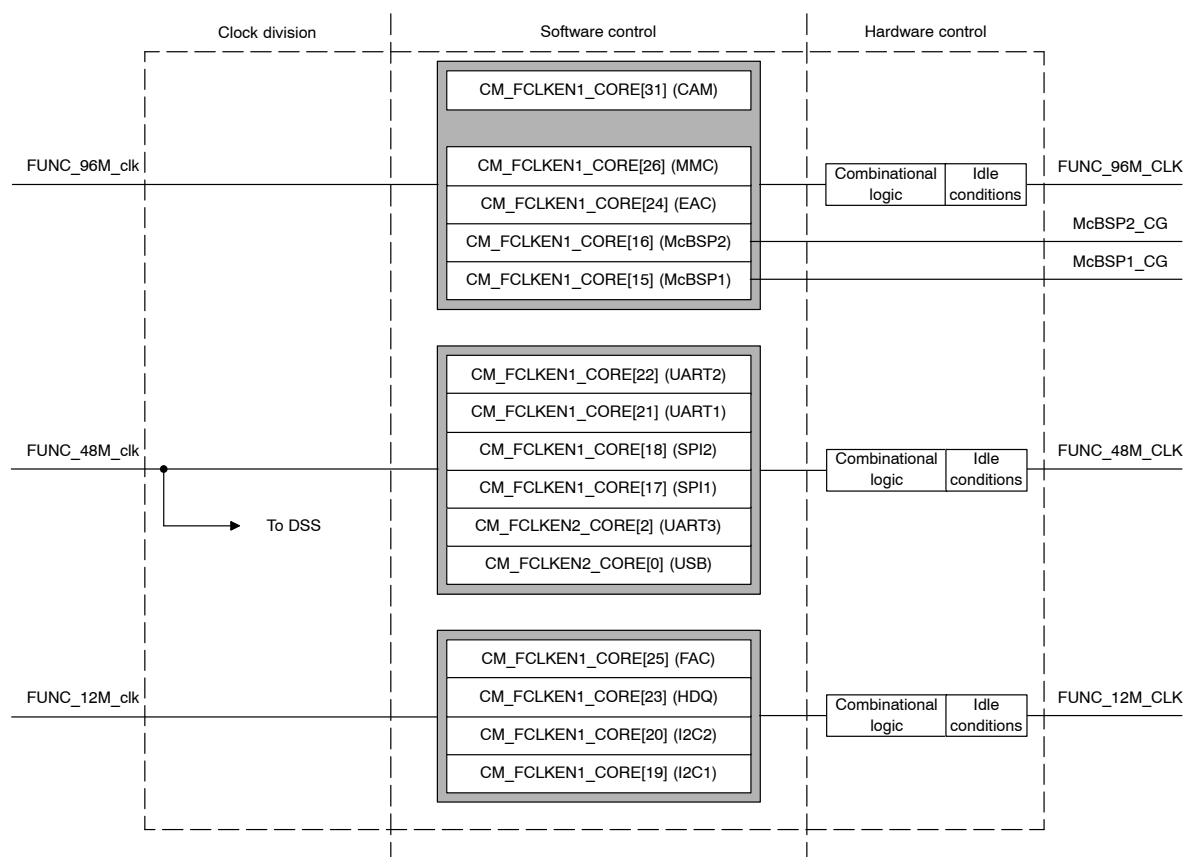 Clock division
Software control
Hardware control
CM_FCLKEN1_CORE[31] (CAM)
FUNC_96M_clk
CM_FCLKEN1_CORE[26] (MMC)
Combinational
logic
Idle
conditions
FUNC_96M_CLK
CM_FCLKEN1_CORE[24] (EAC)
CM_FCLKEN1_CORE[16] (McBSP2)
McBSP2_CG
CM_FCLKEN1_CORE[15] (McBSP1)
McBSP1_CG
CM_FCLKEN1_CORE[22] (UART2)
CM_FCLKEN1_CORE[21] (UART1)
FUNC_48M_clk
CM_FCLKEN1_CORE[18] (SPI2)
Combinational
logic
Idle
conditions
FUNC_48M_CLK
CM_FCLKEN1_CORE[17] (SPI1)
To DSS
CM_FCLKEN2_CORE[2] (UART3)
CM_FCLKEN2_CORE[0] (USB)
CM_FCLKEN1_CORE[25] (FAC)
FUNC_12M_clk
CM_FCLKEN1_CORE[23] (HDQ)
Combinational
logic
Idle
conditions
FUNC_12M_CLK
CM_FCLKEN1_CORE[20] (I2C2)
CM_FCLKEN1_CORE[19] (I2C1)